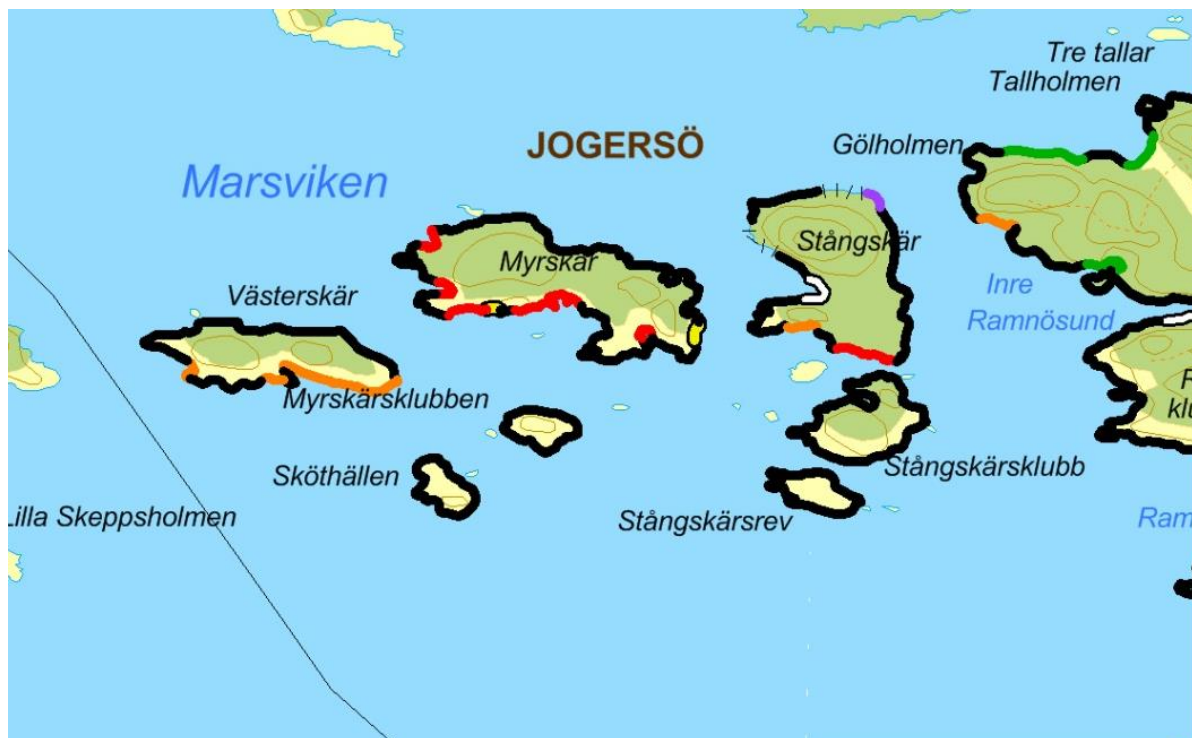 Tre tallar
Tallholmen
JOGERSÖ
Gölholmen
Marsviken
Myrskär
Stångskär
Västerskär
Inre
Ramnösund
Myrskärsklubben
Sköthällen
Stångskärsklubb
Lilla Skeppsholmen
Stångskärsrev